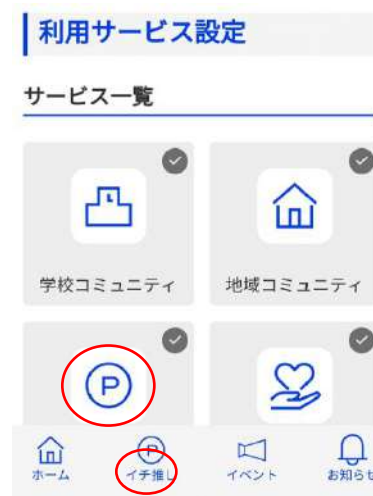 利用サービス設定
サービス一覧
学校コミュニティ 地域コミュニティ
P
P
ホーム イチ推し イベント お知らせ